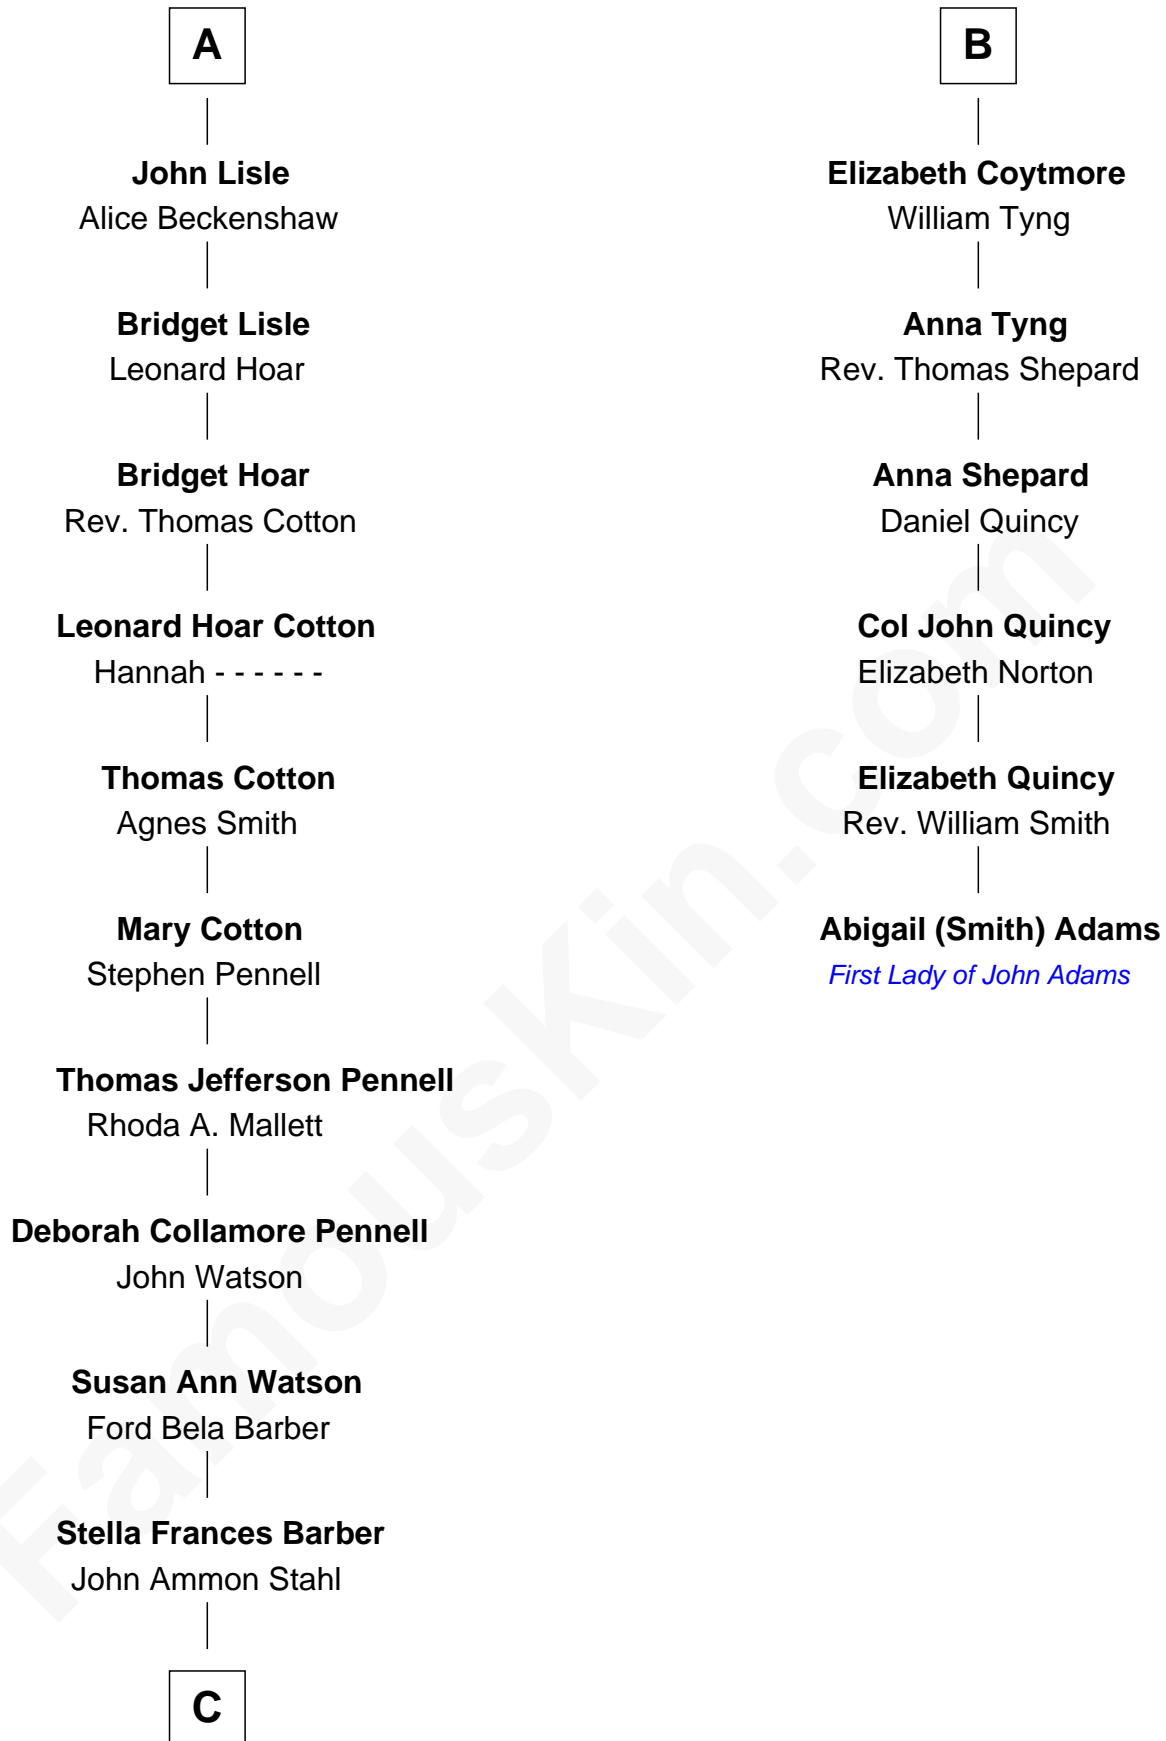 A
John Lisle
Alice Beckenshaw
Bridget Lisle
Leonard Hoar
Bridget Hoar
Rev. Thomas Cotton
Leonard Hoar Cotton
Hannah - - - - - -
Thomas Cotton
Agnes Smith
Mary Cotton
Stephen Pennell
Thomas Jefferson Pennell
Rhoda A. Mallett
Deborah Collamore Pennell
John Watson
Susan Ann Watson
Ford Bela Barber
Stella Frances Barber
John Ammon Stahl
C
B
Elizabeth Coytmore
William Tyng
Anna Tyng
Rev. Thomas Shepard
Anna Shepard
Daniel Quincy
Col John Quincy
Elizabeth Norton
Elizabeth Quincy
Rev. William Smith
Abigail (Smith) Adams
First Lady of John Adams
FamousKin.com